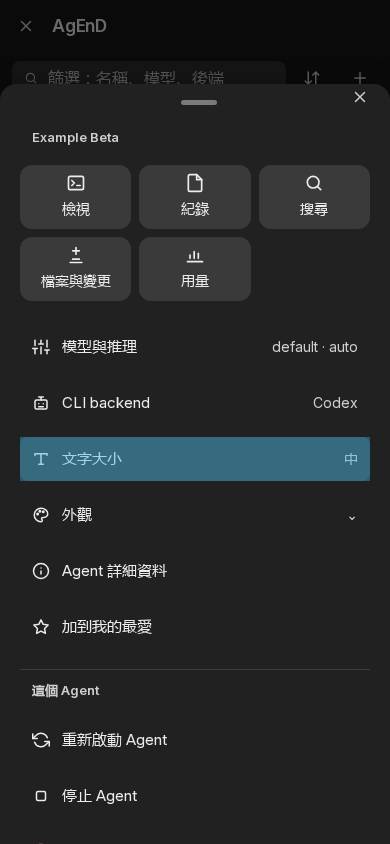 AgEnD
篩選：名稱、模型、後端
Example Beta
檢視
紀錄
搜尋
檔案與變更
用量
模型與推理 default · auto
CLI backend Codex
文字大小 中
外觀
Agent 詳細資料
加到我的最愛
這個 Agent
重新啟動 Agent
停止 Agent